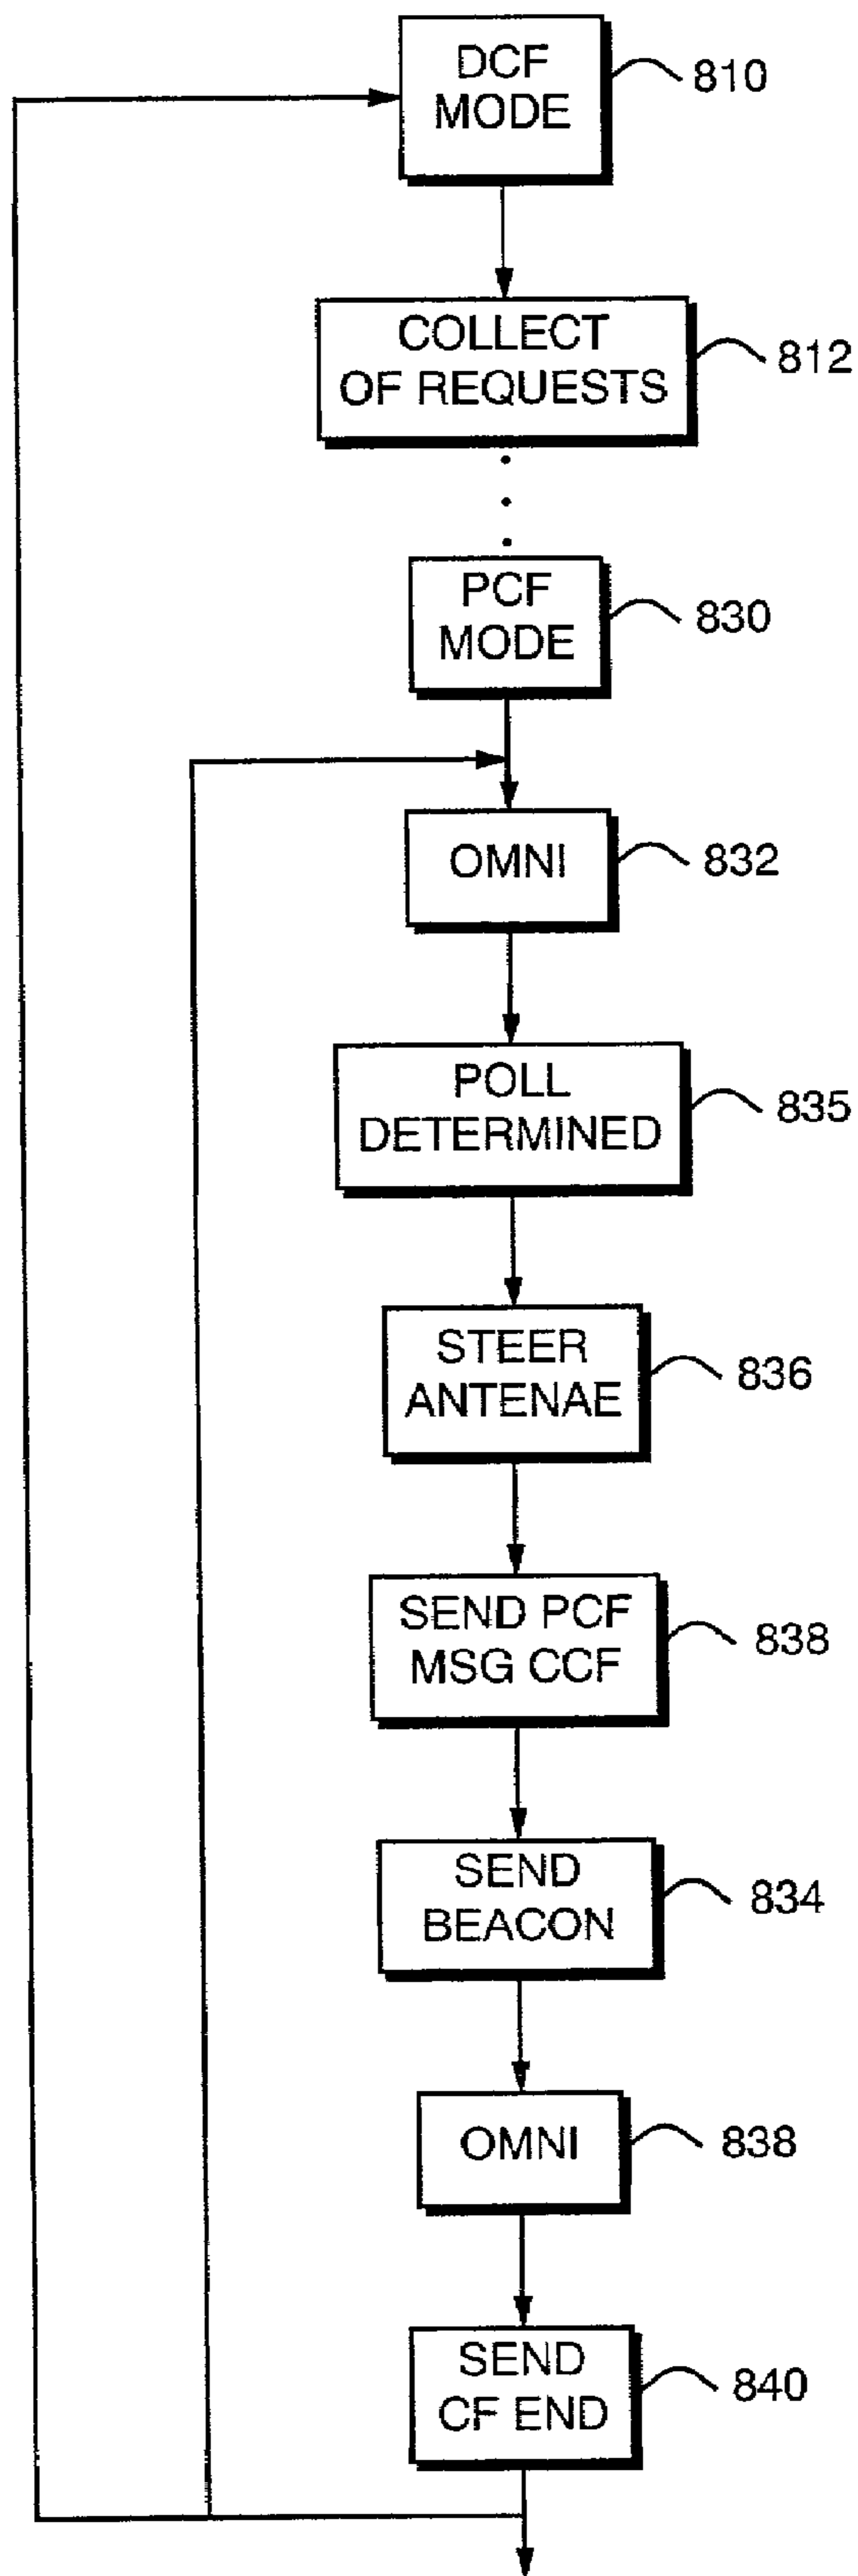 DCF
MODE
810
COLLECT
OF REQUESTS
812
PCF
MODE
830
OMNI
832
POLL
DETERMINED
835
STEER
ANTENAE
836
SEND PCF
MSG CCF
838
SEND
BEACON
834
OMNI
838
SEND
CF END
840